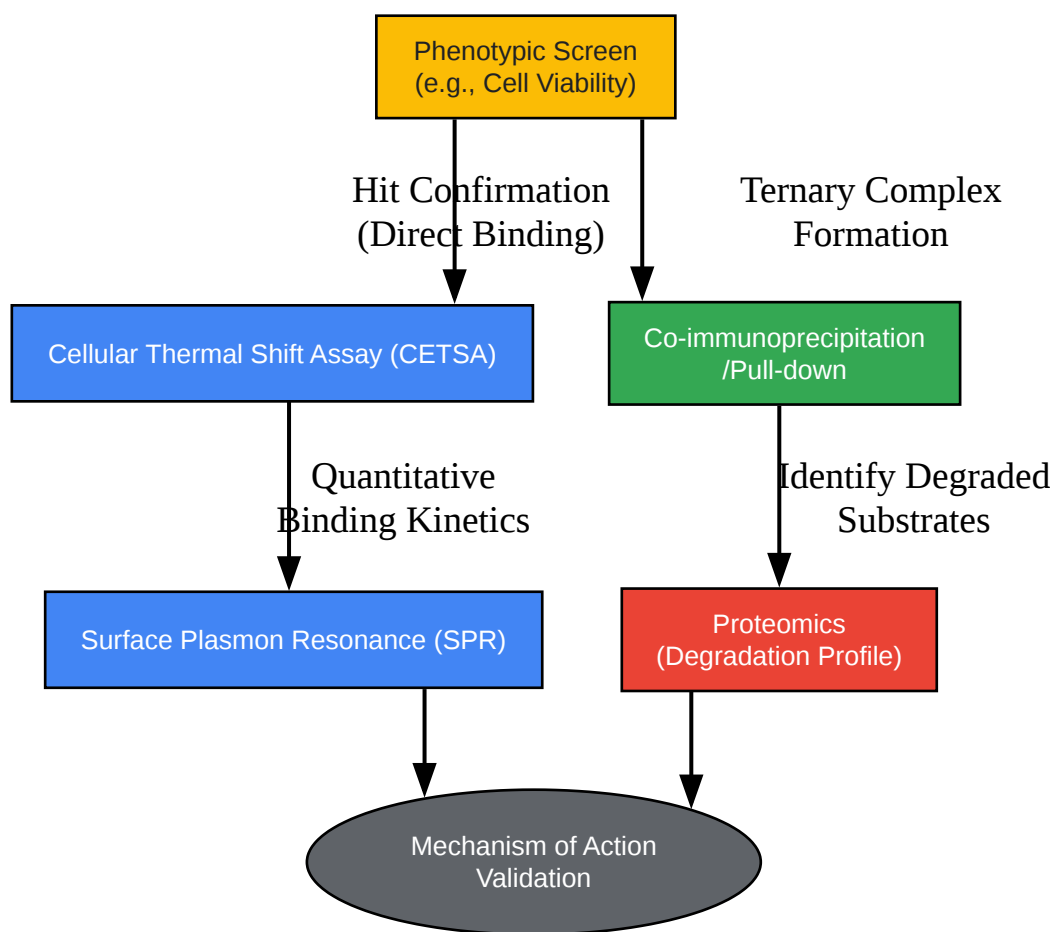 Phenotypic Screen
(e.g., Cell Viability)
Hit Confirmation
(Direct Binding)
Ternary Complex
Formation
Cellular Thermal Shift Assay (CETSA)
Co-immunoprecipitation
/Pull-down
Quantitative
Binding Kinetics
Identify Degraded
Substrates
Surface Plasmon Resonance (SPR)
Proteomics
(Degradation Profile)
Mechanism of Action
Validation